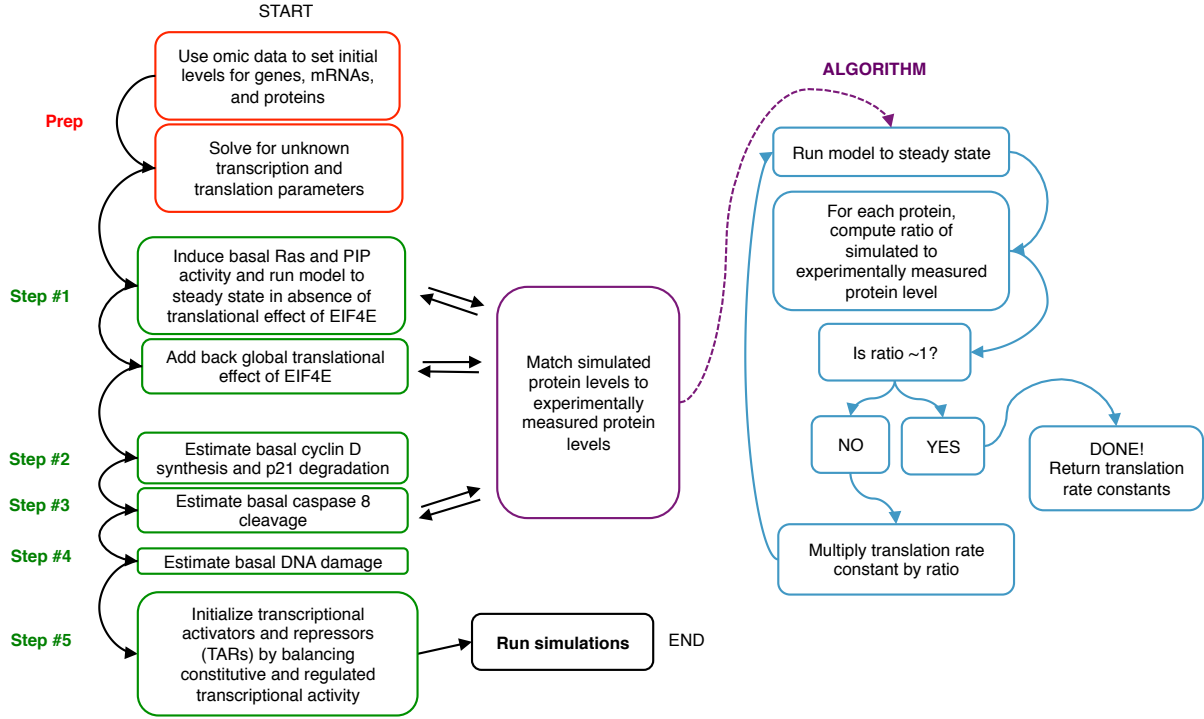 START
Use omic data to set initial
levels for genes, mRNAs,
and proteins
Prep
Solve for unknown
transcription and
translation parameters
Step #1
Induce basal Ras and PIP
activity and run model to
steady state in absence of
translational effect of EIF4E
Add back global translational
effect of EIF4E
Step #2
Estimate basal cyclin D
synthesis and p21 degradation
Step #3
Estimate basal caspase 8
cleavage
Step #4
Estimate basal DNA damage
Step #5
Initialize transcriptional
activators and repressors
(TARs) by balancing
constitutive and regulated
transcriptional activity
Run simulations
END
Match simulated
protein levels to
experimentally
measured protein
levels
ALGORITHM
Run model to steady state
For each protein,
compute ratio of
simulated to
experimentally measured
protein level
Is ratio ~1?
NO
YES
DONE!
Return translation
rate constants
Multiply translation rate
constant by ratio